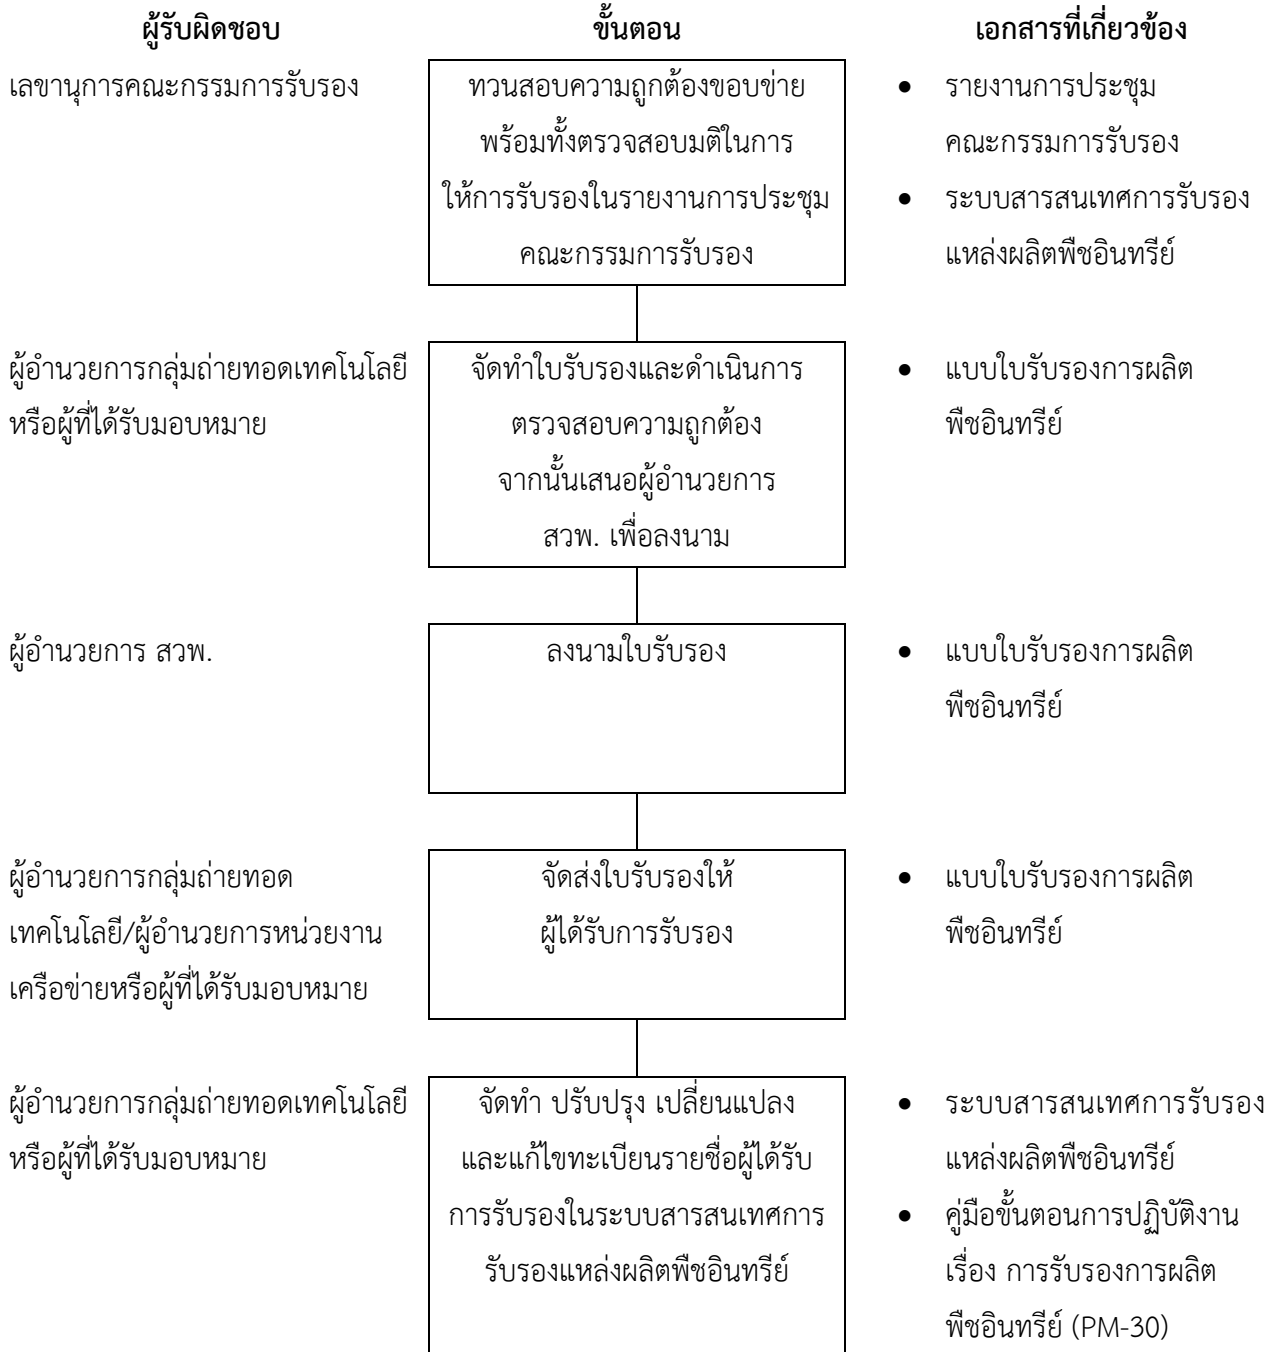 ผู้รับผิดชอบ ขั้นตอน เอกสารที่เกี่ยวข้อง
เลขานุการคณะกรรมการรับรอง
ทวนสอบความถูกต้องขอบข่าย
พร้อมทั้งตรวจสอบมติในการ
ให้การรับรองในรายงานการประชุม
คณะกรรมการรับรอง
• รายงานการประชุม
คณะกรรมการรับรอง
• ระบบสารสนเทศการรับรอง
แหล่งผลิตพืชอินทรีย์
ผู้อำนวยการกลุ่มถ่ายทอดเทคโนโลยี
หรือผู้ที่ได้รับมอบหมาย
จัดทำใบรับรองและดำเนินการ
ตรวจสอบความถูกต้อง
จากนั้นเสนอผู้อำนวยการ
สวพ. เพื่อลงนาม
• แบบใบรับรองการผลิต
พืชอินทรีย์
ผู้อำนวยการ สวพ.
ลงนามใบรับรอง
• แบบใบรับรองการผลิต
พืชอินทรีย์
ผู้อำนวยการกลุ่มถ่ายทอด
เทคโนโลยี/ผู้อำนวยการหน่วยงาน
เครือข่ายหรือผู้ที่ได้รับมอบหมาย
จัดส่งใบรับรองให้
ผู้ได้รับการรับรอง
• แบบใบรับรองการผลิต
พืชอินทรีย์
ผู้อำนวยการกลุ่มถ่ายทอดเทคโนโลยี
หรือผู้ที่ได้รับมอบหมาย
จัดทำ ปรับปรุง เปลี่ยนแปลง
และแก้ไขทะเบียนรายชื่อผู้ได้รับ
การรับรองในระบบสารสนเทศการ
รับรองแหล่งผลิตพืชอินทรีย์
• ระบบสารสนเทศการรับรอง
แหล่งผลิตพืชอินทรีย์
• คู่มือขั้นตอนการปฏิบัติงาน
เรื่อง การรับรองการผลิต
พืชอินทรีย์ (PM-30)